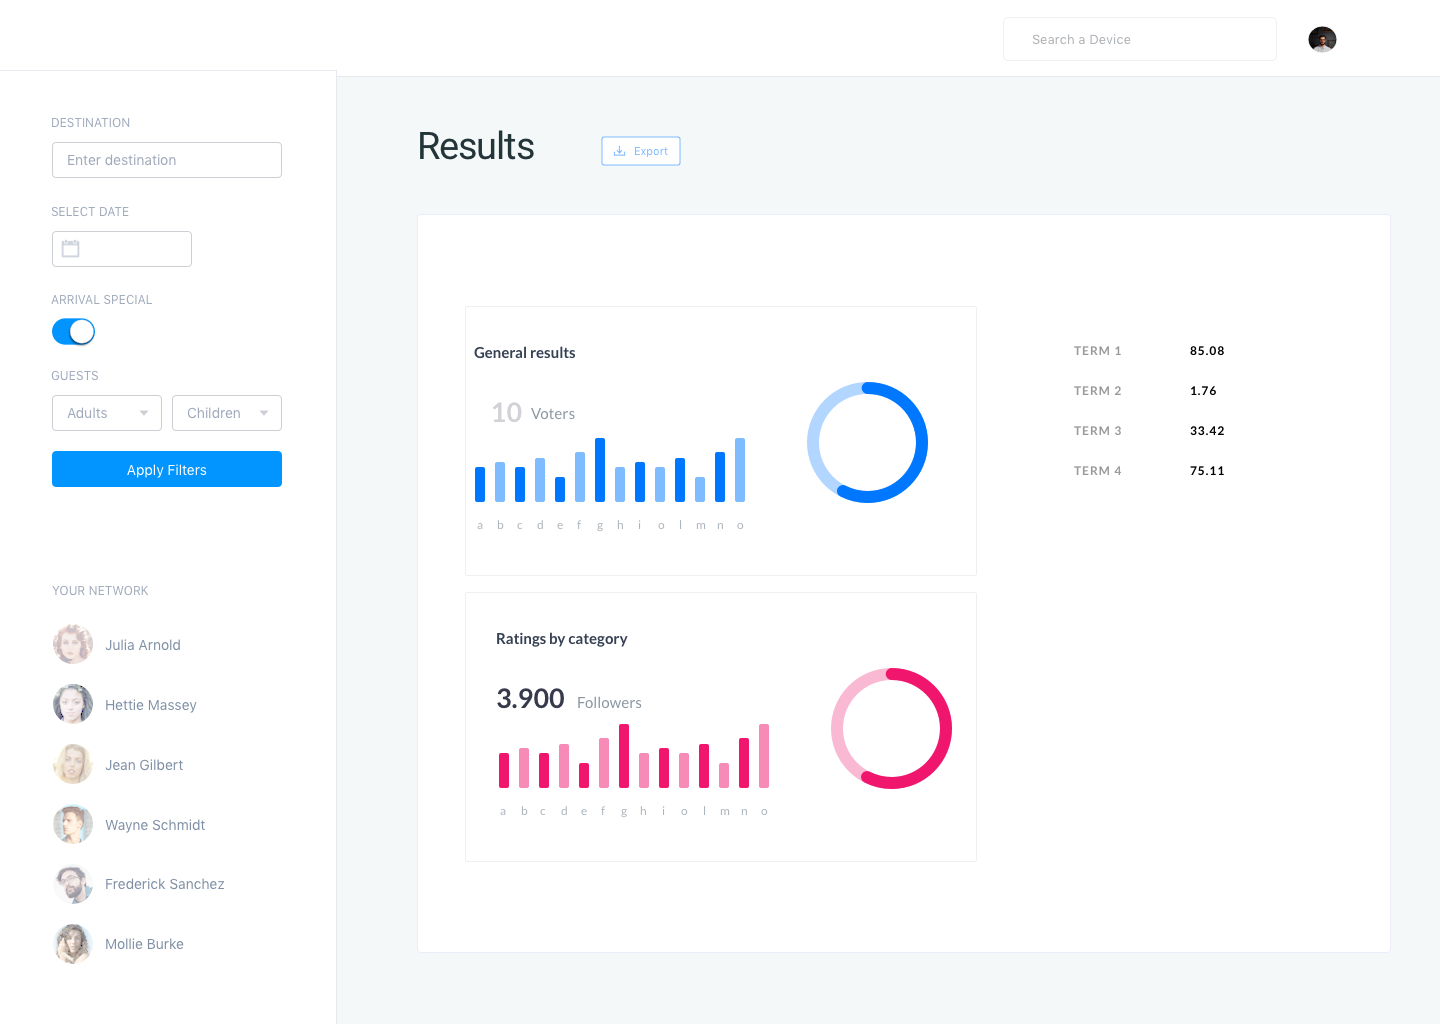 Search a Device
DESTINATION
Enter destination
SELECT DATE
ARRIVAL SPECIAL
GUESTS
Adults
Children
Apply Filters
YOUR NETWORK
Julia Arnold
Hettie Massey
Jean Gilbert
Wayne Schmidt
Frederick Sanchez
Mollie Burke
Results
Export
General results
10 Voters
a b c d e f g h i o l m n o
Ratings by category
3.900 Followers
a b c d e f g h i o l m n o
TERM 1 85.08
TERM 2 1.76
TERM 3 33.42
TERM 4 75.11